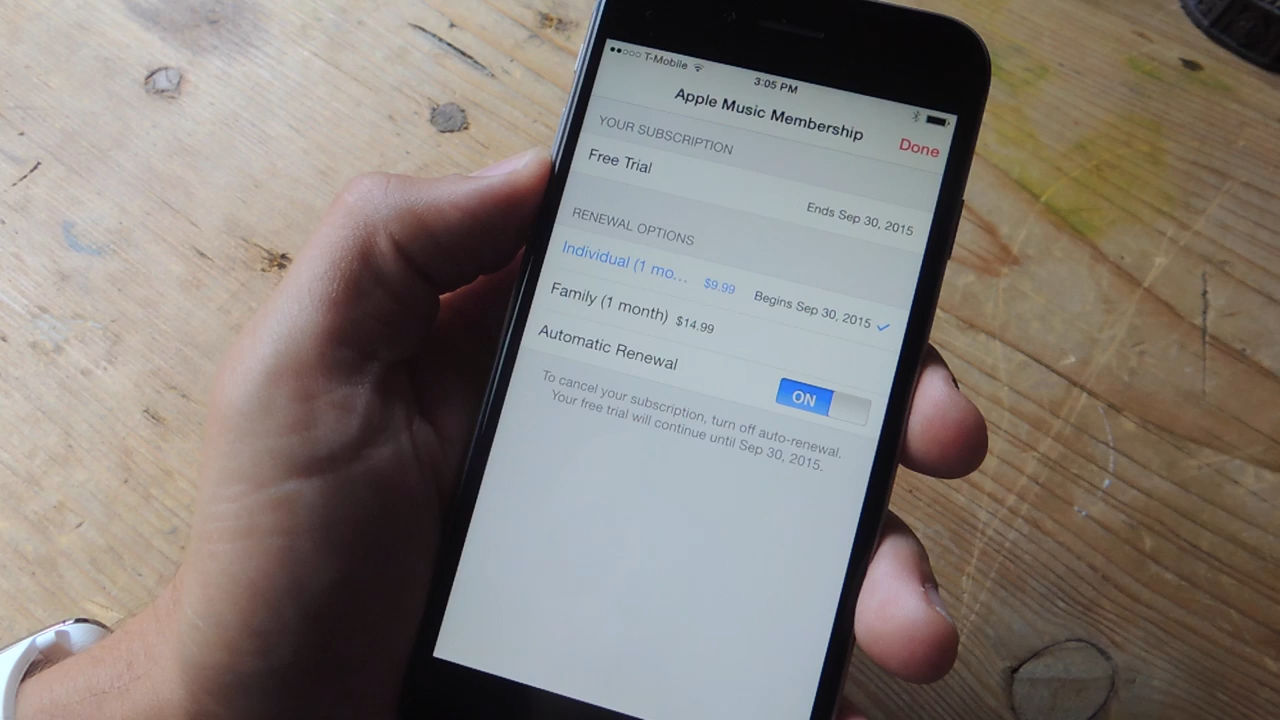 T-Mobile
3:05 PM
Apple Music Membership
Done
YOUR SUBSCRIPTION
Free Trial
Ends Sep 30, 2015
RENEWAL OPTIONS
Individual (1 mo... $9.99 Begins Sep 30, 2015
Family (1 month) $14.99
Automatic Renewal
ON
To cancel your subscription, turn off auto-renewal.
Your free trial will continue until Sep 30, 2015.